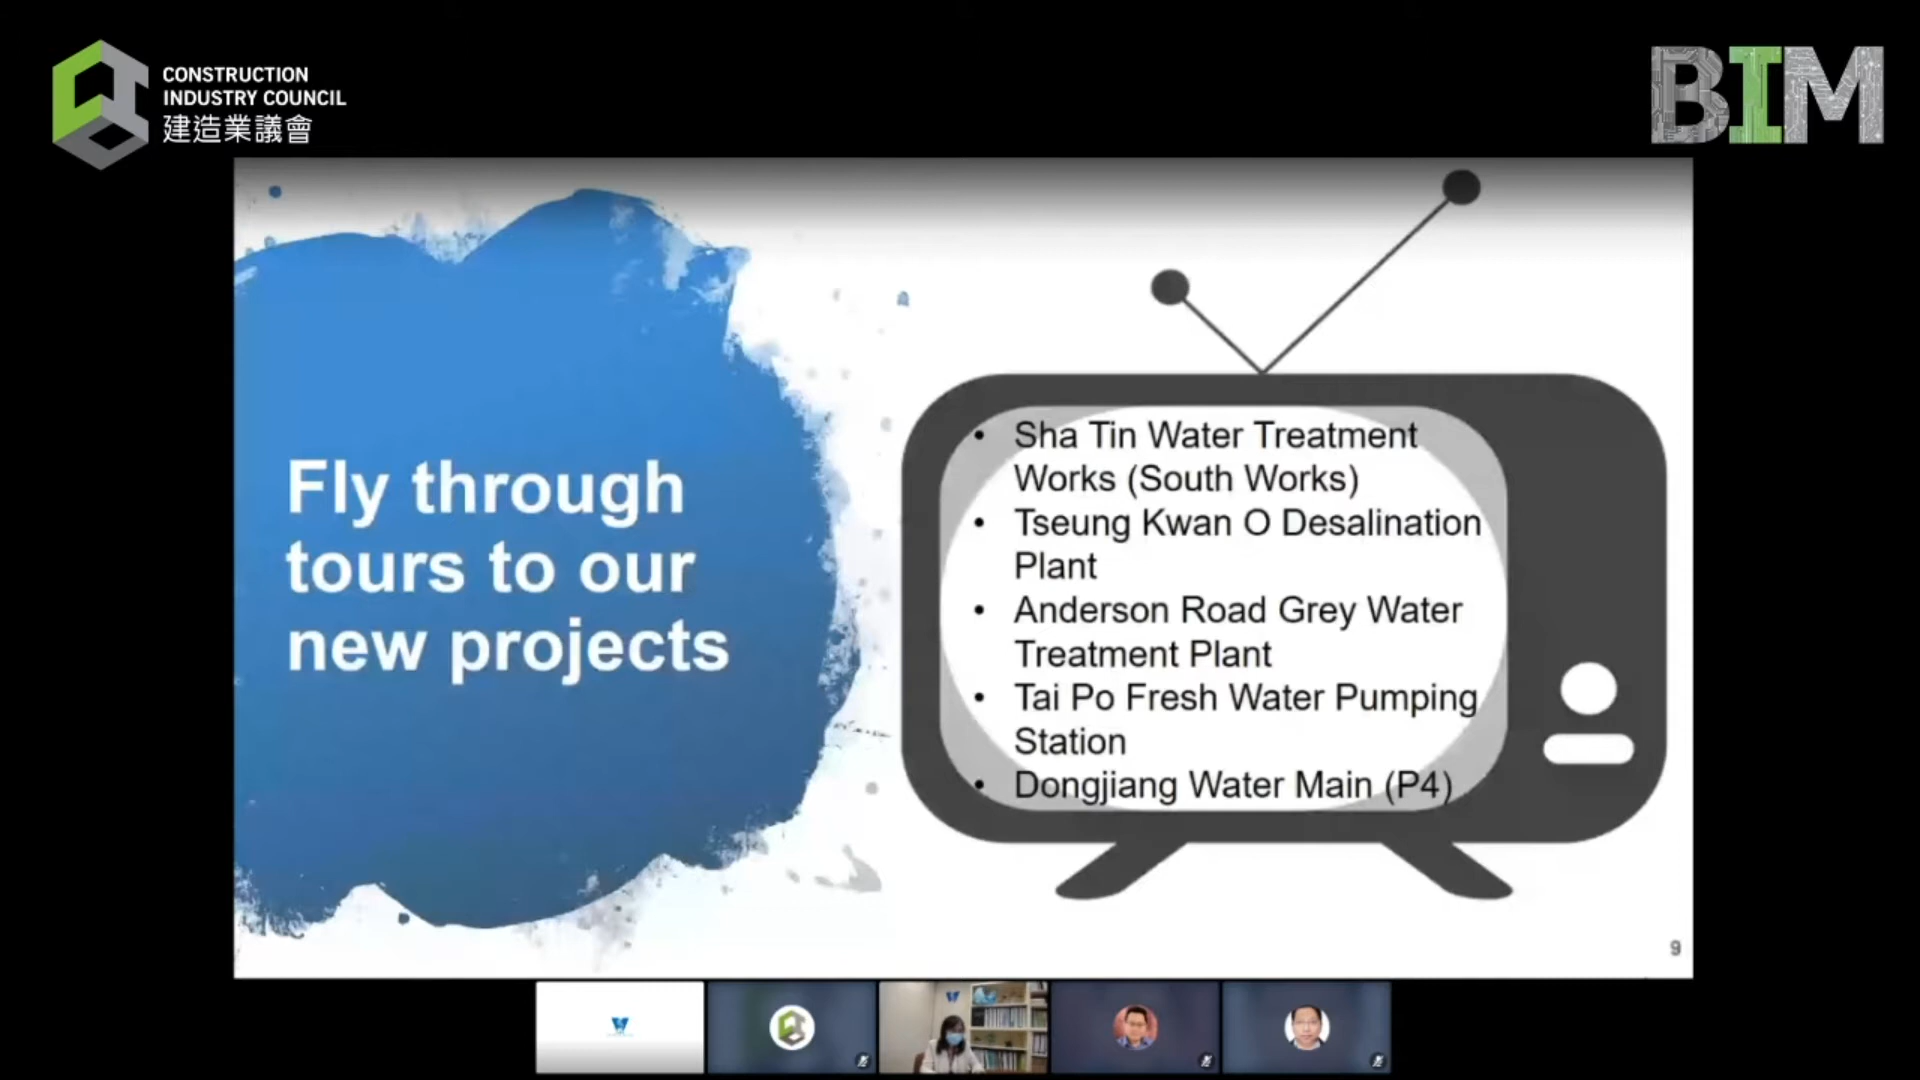 CONSTRUCTION
INDUSTRY COUNCIL
建造業議會
BIM
Fly through
tours to our
new projects
• Sha Tin Water Treatment
Works (South Works)
• Tseung Kwan O Desalination
Plant
• Anderson Road Grey Water
Treatment Plant
• Tai Po Fresh Water Pumping
Station
• Dongjiang Water Main (P4)
9